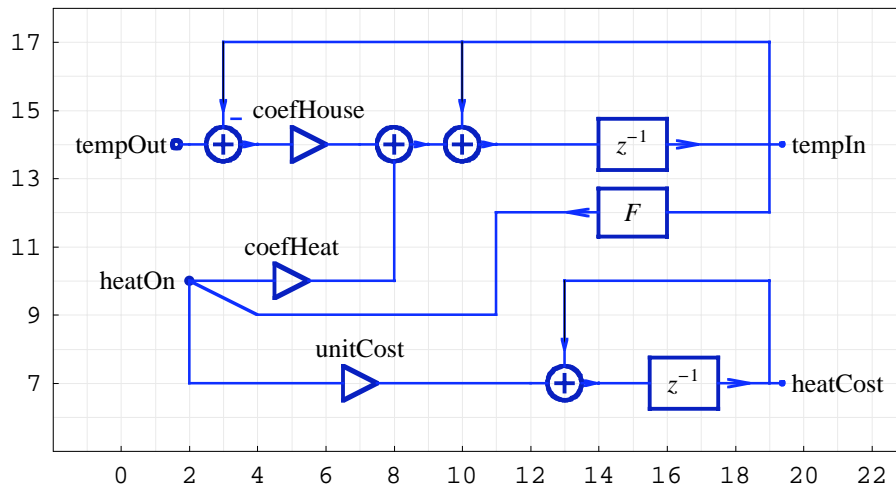 17
15
coefHouse
tempOut
z⁻¹
tempIn
13
F
11
coefHeat
heatOn
9
unitCost
7
z⁻¹
heatCost
0 2 4 6 8 10 12 14 16 18 20 22